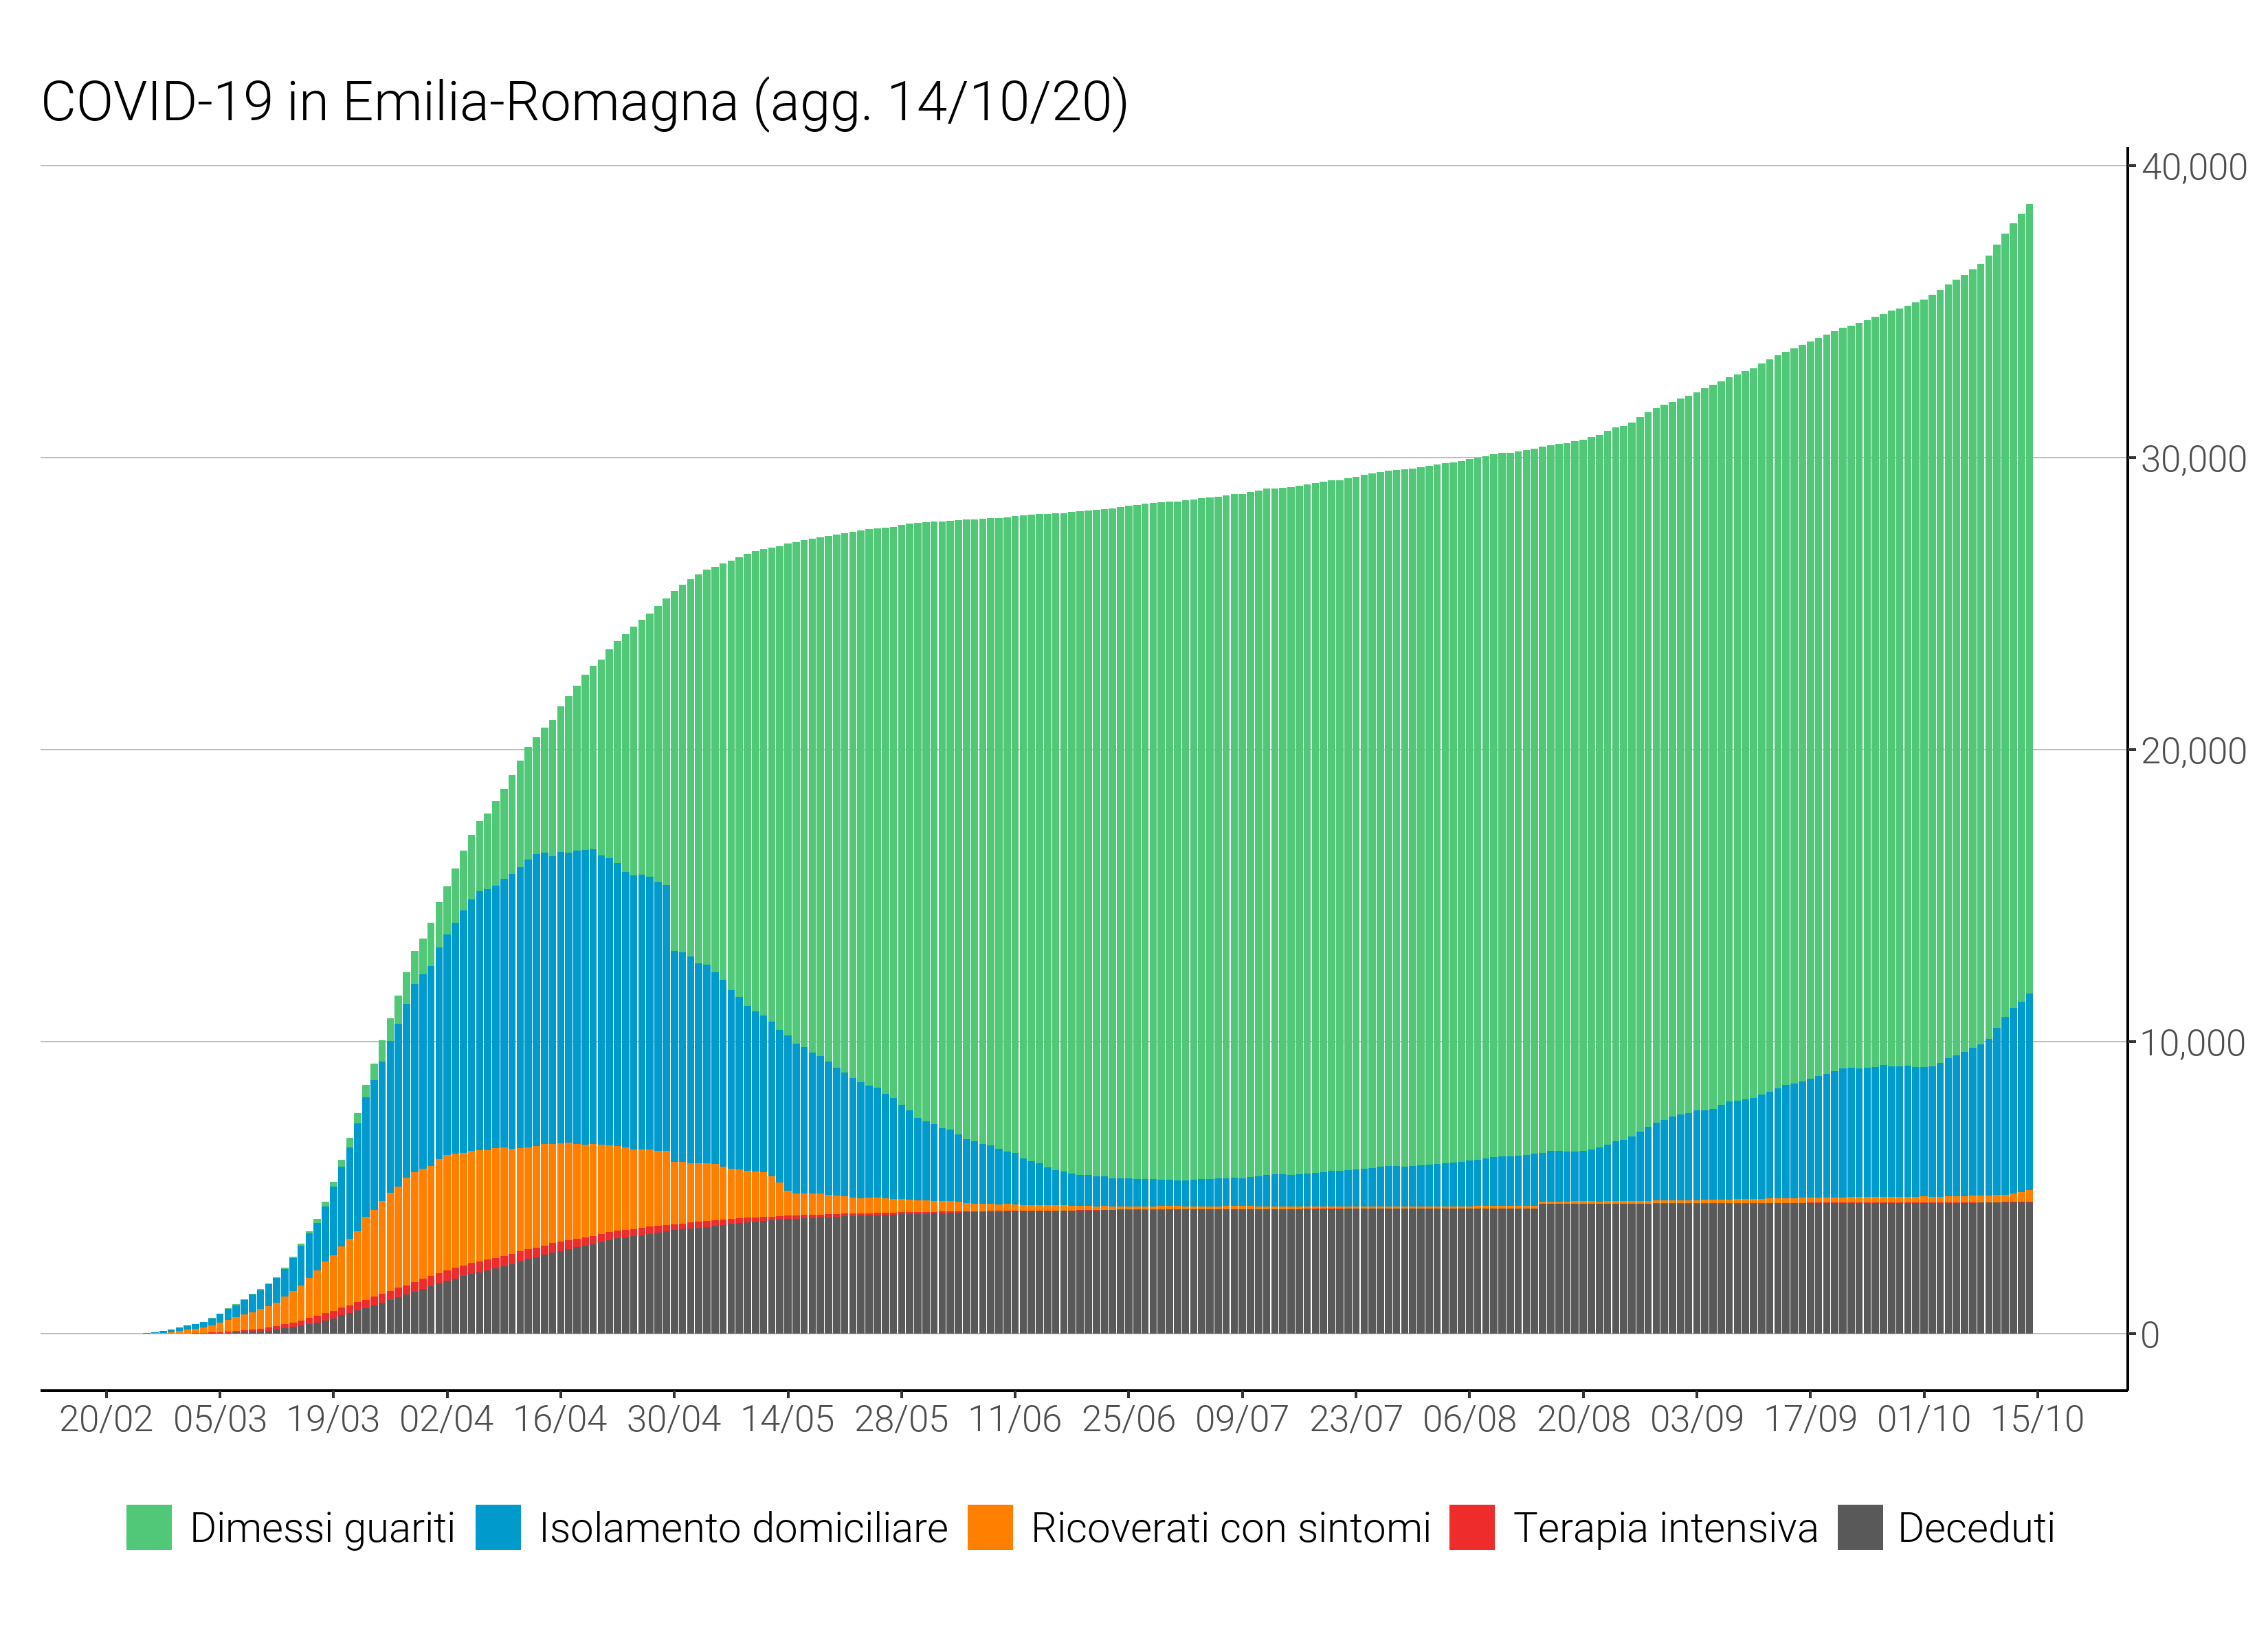 COVID-19 in Emilia-Romagna (agg. 14/10/20)
40,000
30,000
20,000
10,000
0
20/02 05/03 19/03 02/04 16/04 30/04 14/05 28/05 11/06 25/06 09/07 23/07 06/08 20/08 03/09 17/09 01/10 15/10
Dimessi guariti Isolamento domiciliare Ricoverati con sintomi Terapia intensiva Deceduti